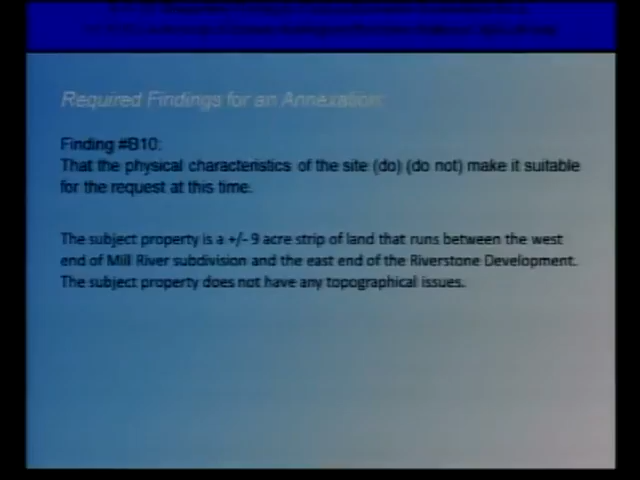 Required Findings for an Annexation:
Finding #B10:
That the physical characteristics of the site (do) (do not) make it suitable
for the request at this time.
The subject property is a +/- 9 acre strip of land that runs between the west
end of Mill River subdivision and the east end of the Riverstone Development.
The subject property does not have any topographical issues.